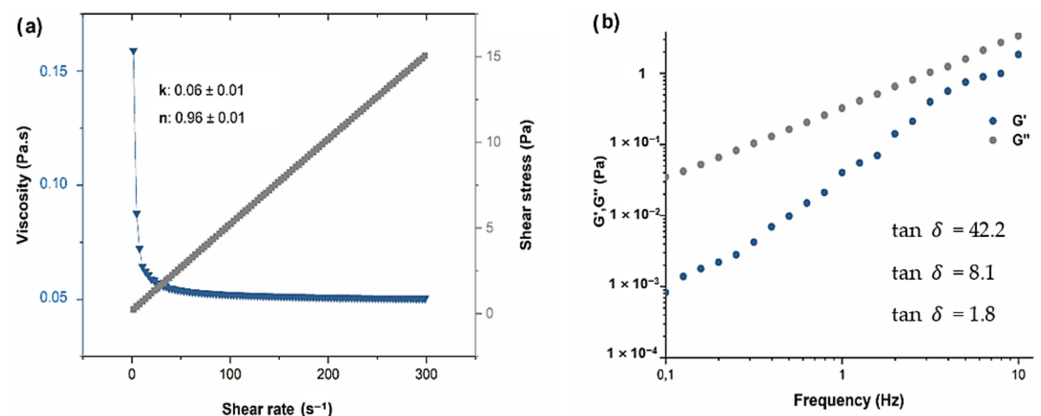 (a)
Viscosity (Pa.s)
0.15
0.10
0.05
k: 0.06 ± 0.01
n: 0.96 ± 0.01
15
10
5
0
Shear stress (Pa)
0
100
200
300
Shear rate (s⁻¹)
(b)
G',G'' (Pa)
1
1 × 10⁻¹
1 × 10⁻²
1 × 10⁻³
1 × 10⁻⁴
G'
G''
tan δ = 42.2
tan δ = 8.1
tan δ = 1.8
0,1
1
10
Frequency (Hz)